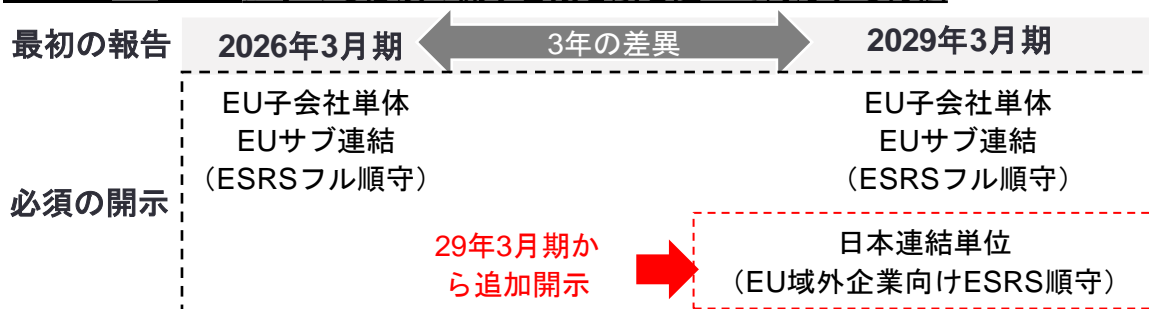 最初の報告
2026年3月期
3年の差異
2029年3月期
必須の開示
EU子会社単体
EUサブ連結
（ESRSフル順守）
29年3月期か
ら追加開示
EU子会社単体
EUサブ連結
（ESRSフル順守）
日本連結単位
（EU域外企業向けESRS順守）